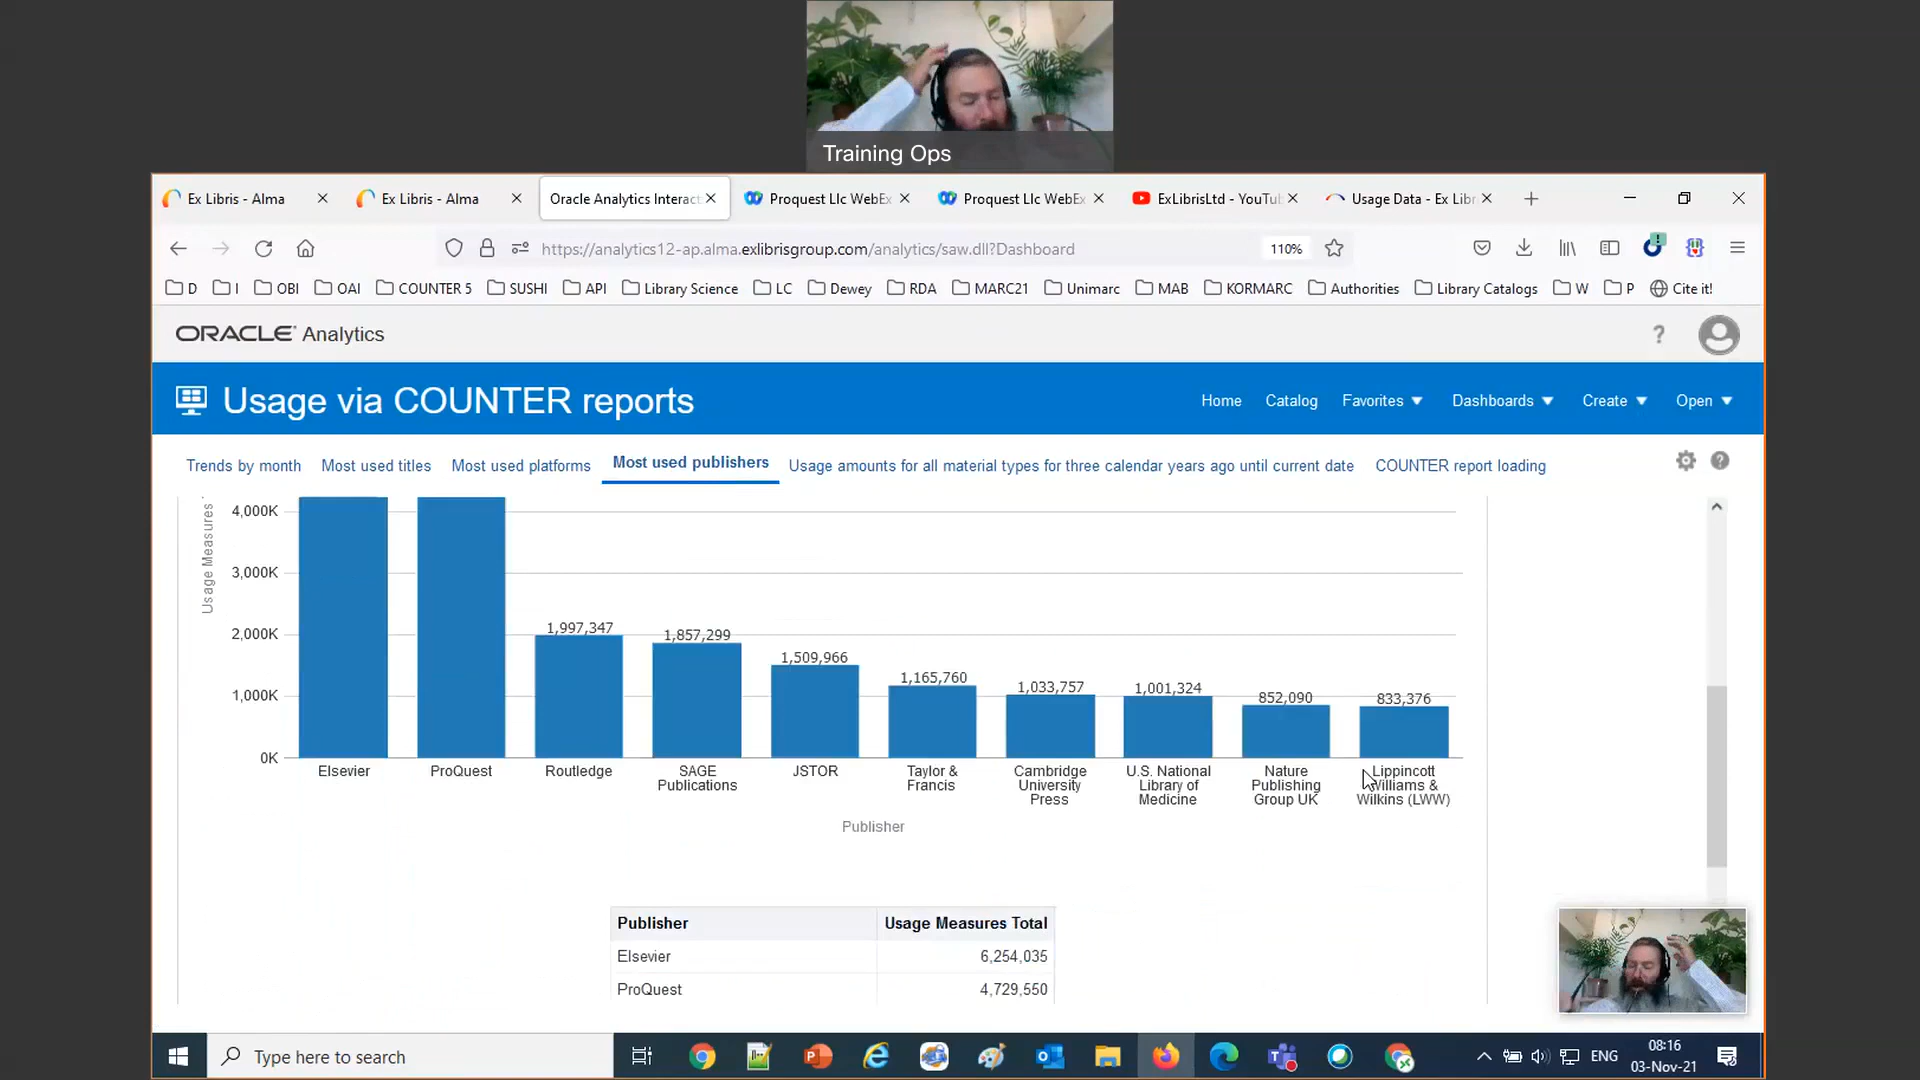 Training Ops
Ex Libris - Alma
Ex Libris - Alma
Oracle Analytics Interact
Proquest Llc WebEx
Proquest Llc WebEx
ExLibrisLtd - YouTub
Usage Data - Ex Libr
https://analytics12-ap.alma.exlibrisgroup.com/analytics/saw.dll?Dashboard
110%
D
I
OBI
OAI
COUNTER 5
SUSHI
API
Library Science
LC
Dewey
RDA
MARC21
Unimarc
MAB
KORMARC
Authorities
Library Catalogs
W
P
Cite it!
ORACLE Analytics
?
Usage via COUNTER reports
Home
Catalog
Favorites
Dashboards
Create
Open
Trends by month
Most used titles
Most used platforms
Most used publishers
Usage amounts for all material types for three calendar years ago until current date
COUNTER report loading
Usage Measures
4,000K
3,000K
2,000K
1,000K
0K
1,997,347
1,857,299
1,509,966
1,165,760
1,033,757
1,001,324
852,090
833,376
Elsevier
ProQuest
Routledge
SAGE
Publications
JSTOR
Taylor &
Francis
Cambridge
University
Press
U.S. National
Library of
Medicine
Nature
Publishing
Group UK
Lippincott
Williams &
Wilkins (LWW)
Publisher
Publisher Usage Measures Total
Elsevier 6,254,035
ProQuest 4,729,550
Type here to search
ENG
08:16
03-Nov-21